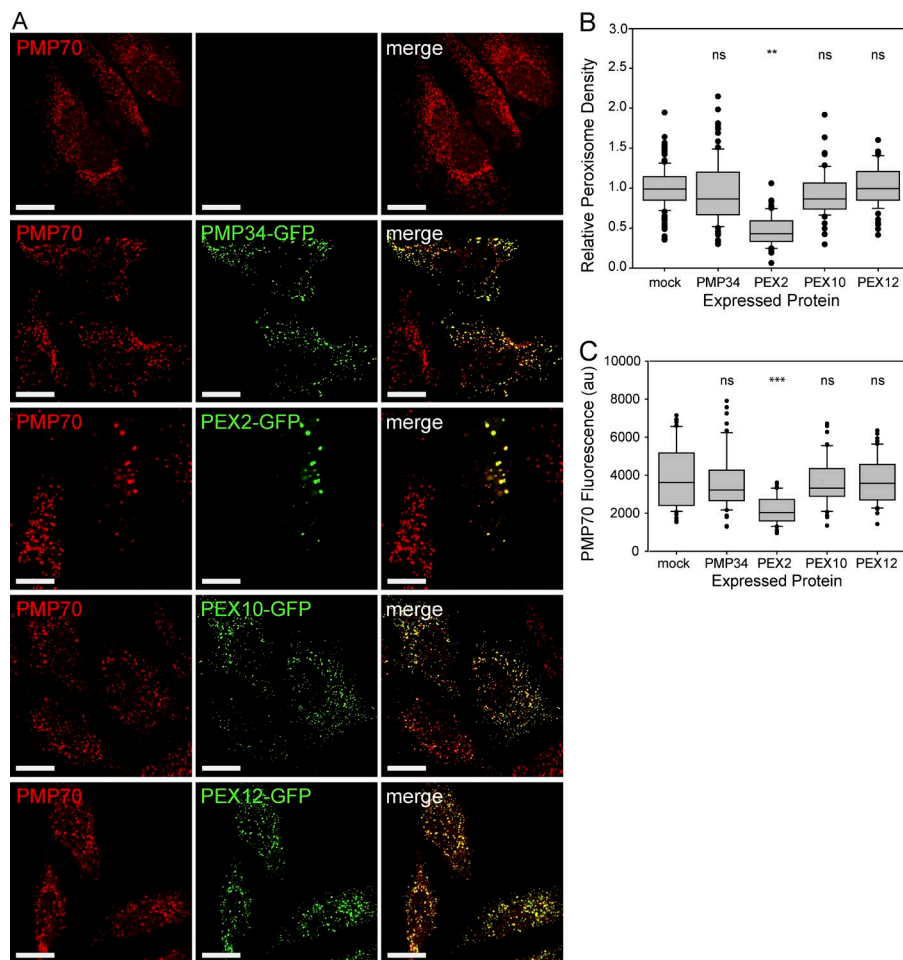 A
PMP70
merge
PMP70
PMP34-GFP
merge
PMP70
PEX2-GFP
merge
PMP70
PEX10-GFP
merge
PMP70
PEX12-GFP
merge
B
3.0
2.5
2.0
1.5
1.0
0.5
0.0
Relative Peroxisome Density
ns
**
ns
ns
mock
PMP34
PEX2
PEX10
PEX12
Expressed Protein
C
10000
8000
6000
4000
2000
0
PMP70 Fluorescence (au)
ns
***
ns
ns
mock
PMP34
PEX2
PEX10
PEX12
Expressed Protein